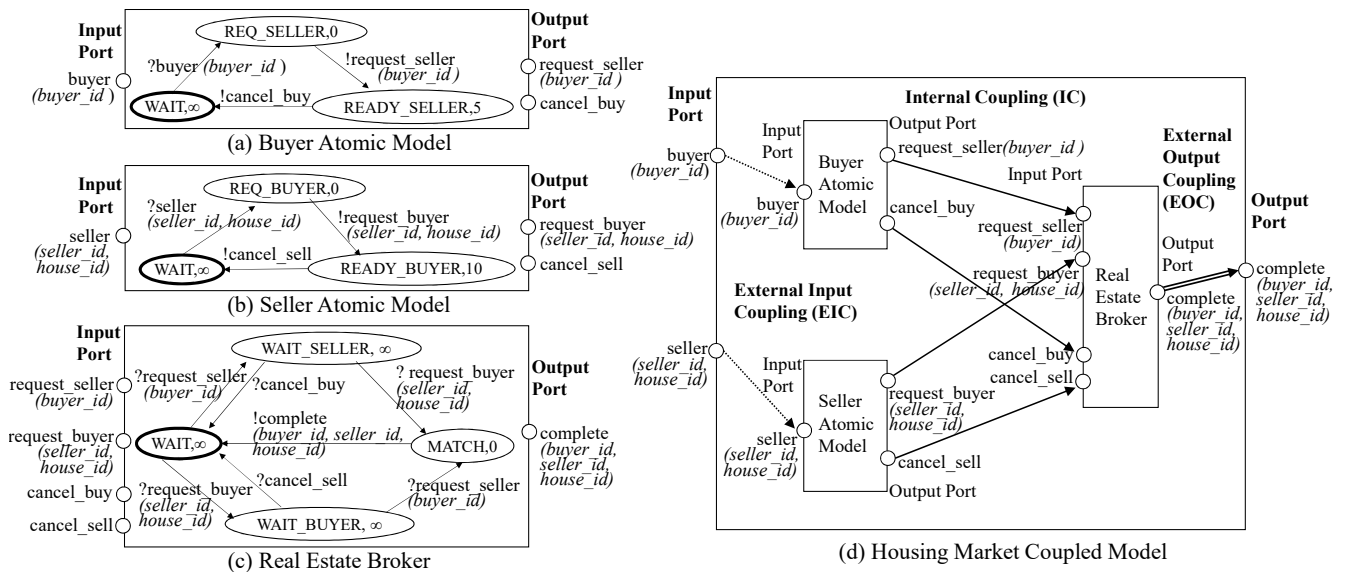 Input
Port
REQ_SELLER,0
Output
Port
?buyer (buyer_id )
!request_seller
(buyer_id )
buyer
(buyer_id )
request_seller
(buyer_id )
WAIT,∞
!cancel_buy
READY_SELLER,5
cancel_buy
(a) Buyer Atomic Model
Input
Port
REQ_BUYER,0
Output
Port
?seller
(seller_id, house_id)
!request_buyer
(seller_id, house_id)
seller
(seller_id,
house_id)
request_buyer
(seller_id, house_id)
WAIT,∞
!cancel_sell
READY_BUYER,10
cancel_sell
(b) Seller Atomic Model
Input
Port
WAIT_SELLER, ∞
Output
Port
request_seller
(buyer_id)
?request_seller
(buyer_id)
?cancel_buy
? request_buyer
(seller_id,
house_id)
request_buyer
(seller_id,
house_id)
WAIT,∞
!complete
(buyer_id, seller_id,
house_id)
MATCH,0
complete
(buyer_id,
seller_id,
house_id)
cancel_buy
cancel_sell
?request_buyer
(seller_id,
house_id)
?cancel_sell
?request_seller
(buyer_id)
WAIT_BUYER, ∞
(c) Real Estate Broker
Input
Port
Internal Coupling (IC)
Input
Port
Output Port
request_seller(buyer_id )
External
Output
Coupling
(EOC)
buyer
(buyer_id)
Buyer
Atomic
Model
Input Port
buyer
(buyer_id)
cancel_buy
request_seller
(buyer_id)
Output
Port
Output
Port
request_buyer
(seller_id, house_id)
Real
Estate
Broker
complete
(buyer_id,
seller_id,
house_id)
complete
(buyer_id,
seller_id,
house_id)
External Input
Coupling (EIC)
seller
(seller_id,
house_id)
Input
Port
cancel_buy
cancel_sell
Seller
Atomic
Model
request_buyer
(seller_id,
house_id)
seller
(seller_id,
house_id)
cancel_sell
Output Port
(d) Housing Market Coupled Model